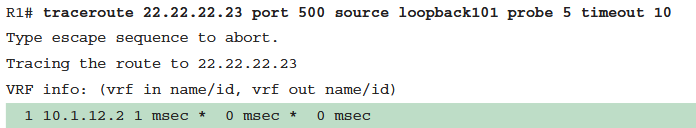 R1# traceroute 22.22.22.23 port 500 source loopback101 probe 5 timeout 10
Type escape sequence to abort.
Tracing the route to 22.22.22.23
VRF info: (vrf in name/id, vrf out name/id)
1 10.1.12.2 1 msec * 0 msec * 0 msec